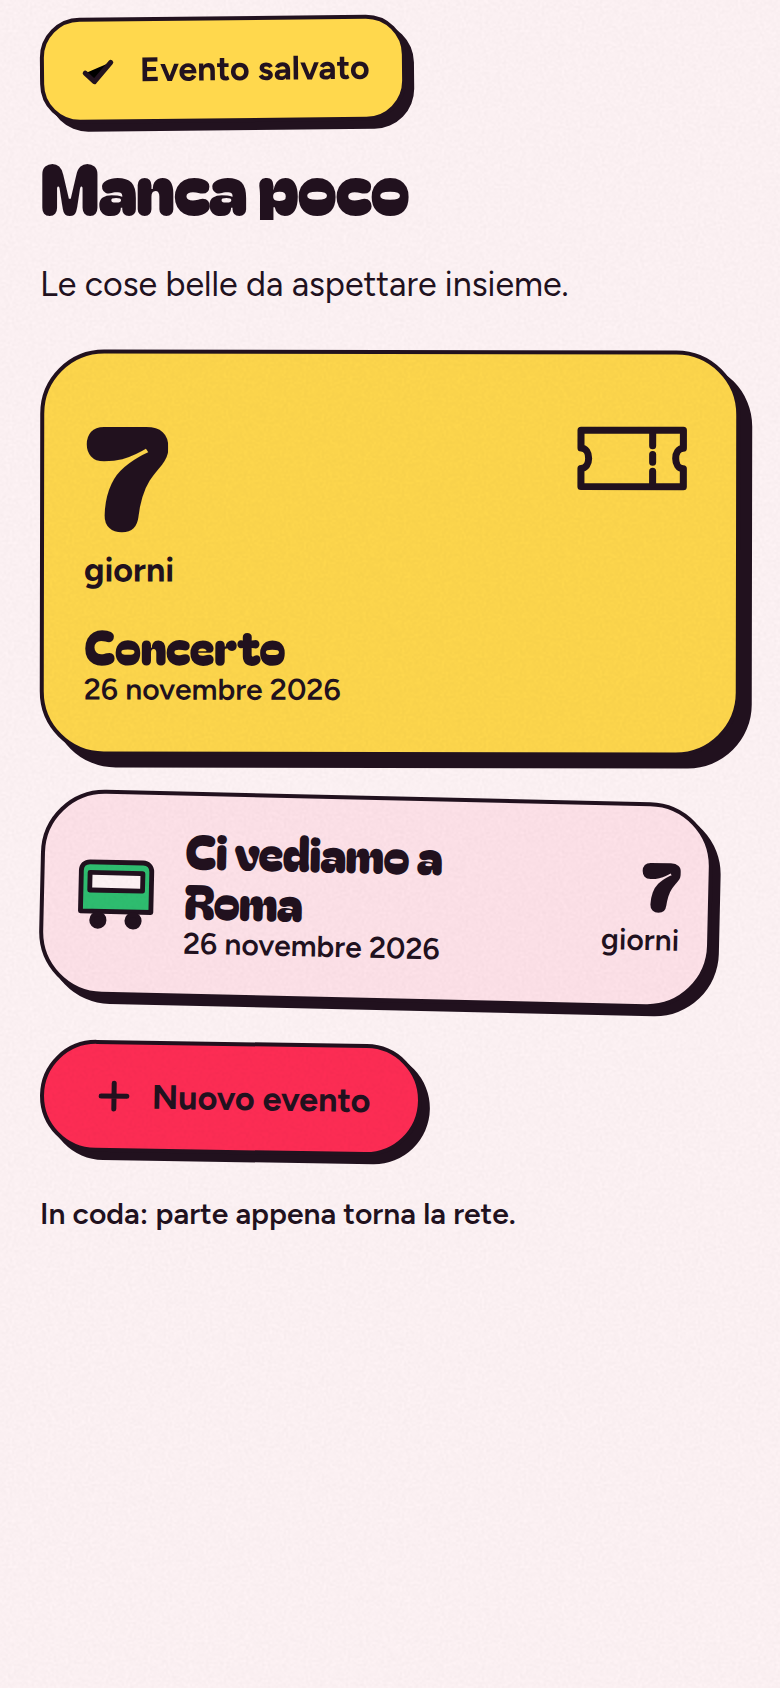 Evento salvato
Manca poco
Le cose belle da aspettare insieme.
7
giorni
Concerto
26 novembre 2026
Ci vediamo a
Roma
26 novembre 2026
7
giorni
Nuovo evento
In coda: parte appena torna la rete.